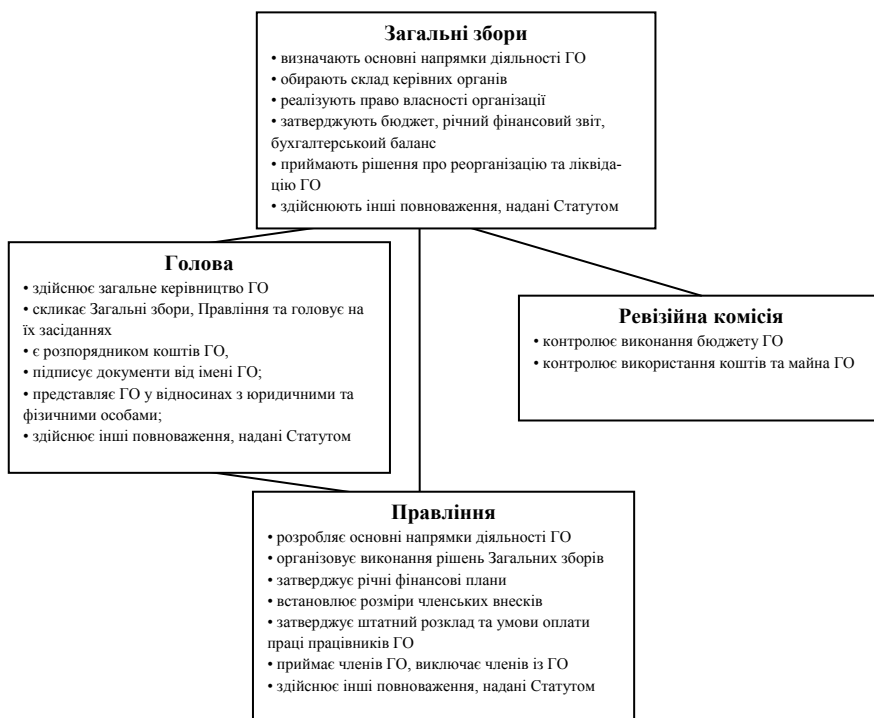 Загальні збори
• визначають основні напрямки діяльності ГО
• обирають склад керівних органів
• реалізують право власності організації
• затверджують бюджет, річний фінансовий звіт,
бухгалтерськоий баланс
• приймають рішення про реорганізацію та ліквіда-
цію ГО
• здійснюють інші повноваження, надані Статутом
Голова
• здійснює загальне керівництво ГО
• скликає Загальні збори, Правління та головує на
їх засіданнях
• є розпорядником коштів ГО,
• підписує документи від імені ГО;
• представляє ГО у відносинах з юридичними та
фізичними особами;
• здійснює інші повноваження, надані Статутом
Ревізійна комісія
• контролює виконання бюджету ГО
• контролює використання коштів та майна ГО
Правління
• розробляє основні напрямки діяльності ГО
• організовує виконання рішень Загальних зборів
• затверджує річні фінансові плани
• встановлює розміри членських внесків
• затверджує штатний розклад та умови оплати
праці працівників ГО
• приймає членів ГО, виключає членів із ГО
• здійснює інші повноваження, надані Статутом